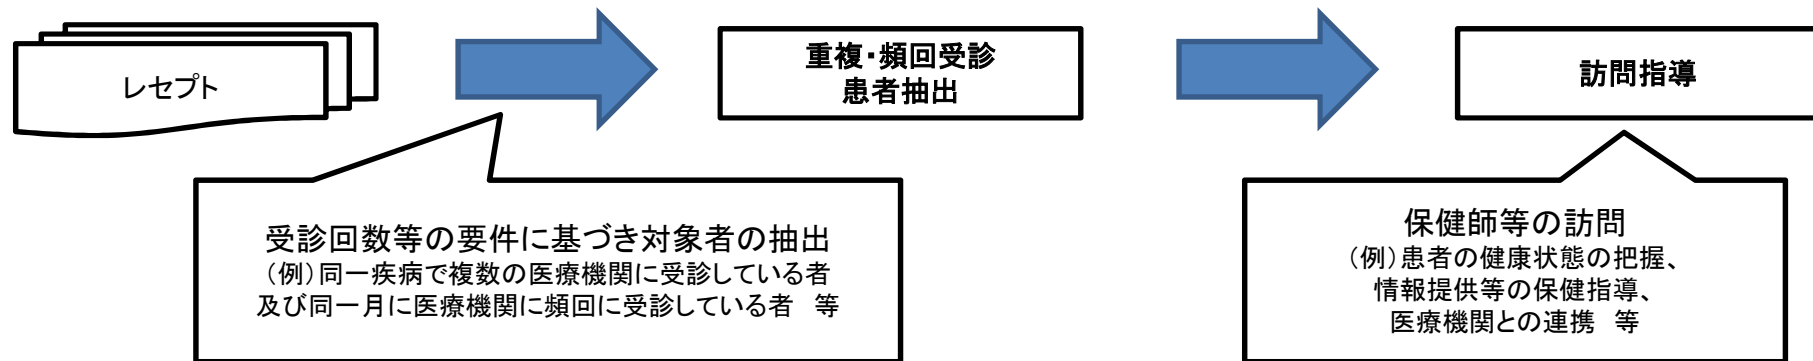 レセプト
重複・頻回受診
患者抽出
訪問指導
受診回数等の要件に基づき対象者の抽出
（例）同一疾病で複数の医療機関に受診している者
及び同一月に医療機関に頻回に受診している者　等
保健師等の訪問
（例）患者の健康状態の把握、
情報提供等の保健指導、
医療機関との連携　等